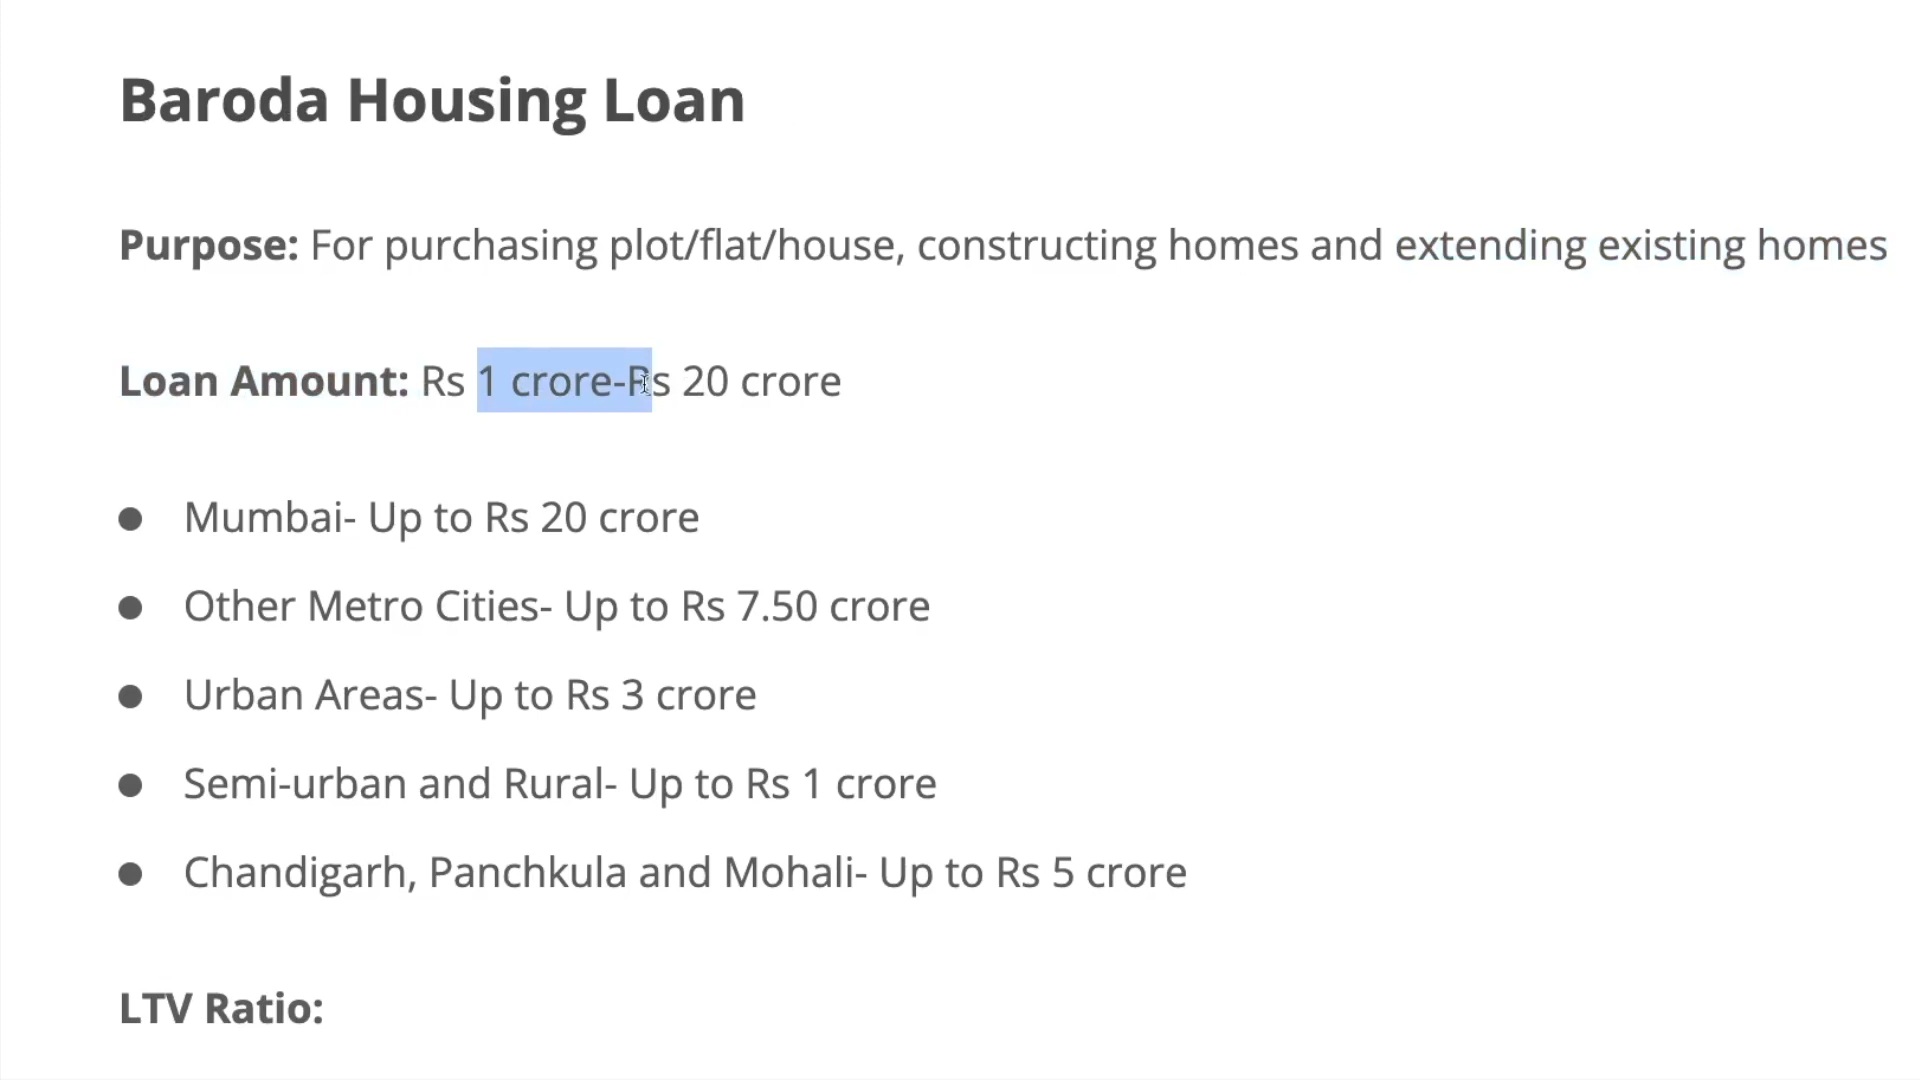 Baroda Housing Loan
Purpose: For purchasing plot/flat/house, constructing homes and extending existing homes
Loan Amount: Rs 1 crore-Rs 20 crore
● Mumbai- Up to Rs 20 crore
● Other Metro Cities- Up to Rs 7.50 crore
● Urban Areas- Up to Rs 3 crore
● Semi-urban and Rural- Up to Rs 1 crore
● Chandigarh, Panchkula and Mohali- Up to Rs 5 crore
LTV Ratio: